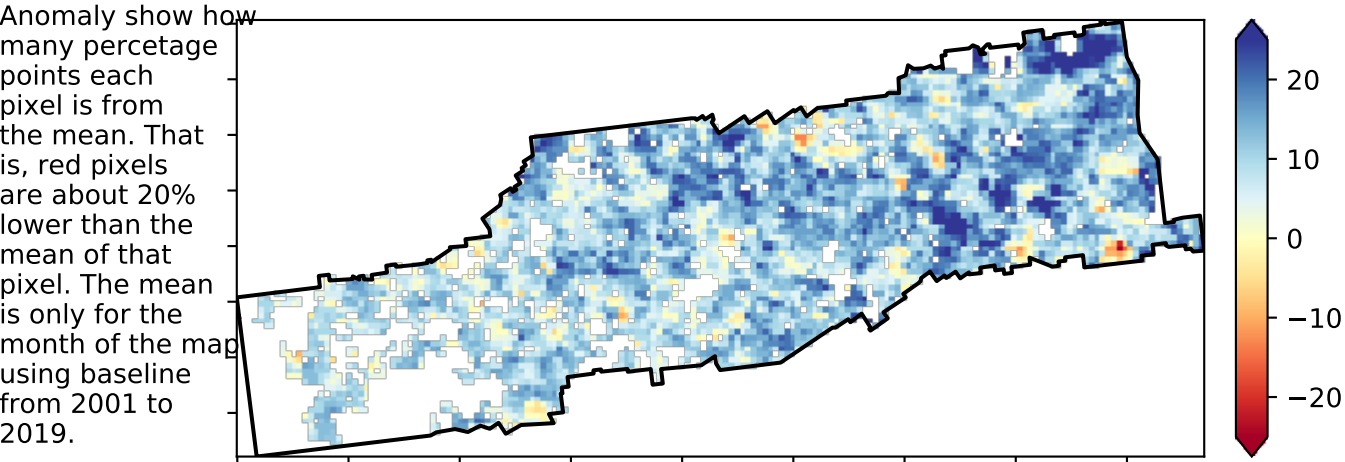 Anomaly show how
many percetage
points each
pixel is from
the mean. That
is, red pixels
are about 20%
lower than the
mean of that
pixel. The mean
is only for the
month of the map
using baseline
from 2001 to
2019.
20
10
0
−10
−20